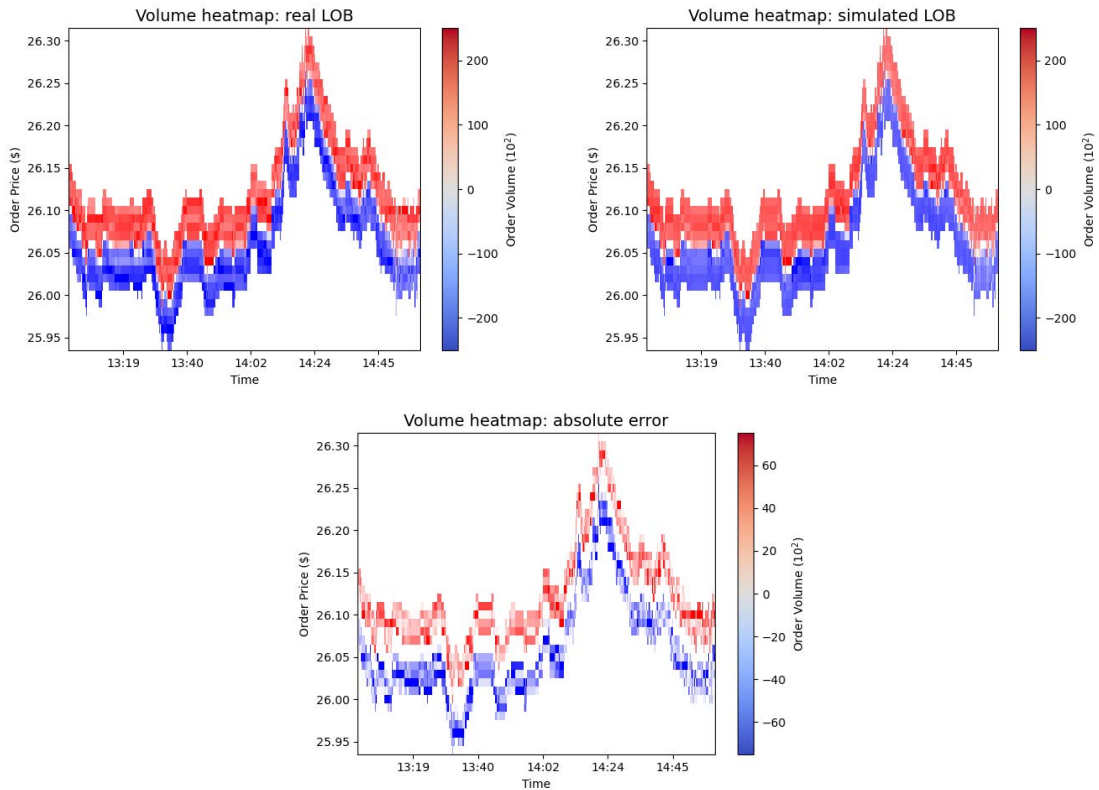 Volume heatmap: real LOB
26.30
26.25
26.20
26.15
26.10
26.05
26.00
25.95
Order Price ($)
13:19 13:40 14:02 14:24 14:45
Time
200
100
0
−100
−200
Order Volume (10²)
Volume heatmap: simulated LOB
26.30
26.25
26.20
26.15
26.10
26.05
26.00
25.95
Order Price ($)
13:19 13:40 14:02 14:24 14:45
Time
200
100
0
−100
−200
Order Volume (10²)
Volume heatmap: absolute error
26.30
26.25
26.20
26.15
26.10
26.05
26.00
25.95
Order Price ($)
13:19 13:40 14:02 14:24 14:45
Time
60
40
20
0
−20
−40
−60
Order Volume (10²)